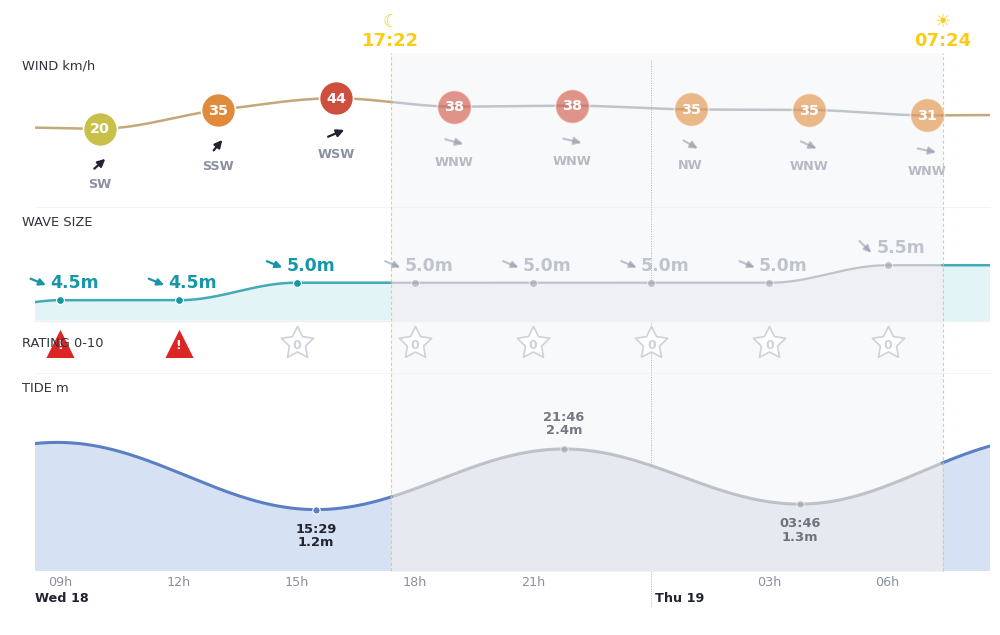 17:22 07:24
WIND km/h
20 35 44 38 38 35 35 31
SW SSW WSW WNW WNW NW WNW WNW
WAVE SIZE
4.5m 4.5m 5.0m 5.0m 5.0m 5.0m 5.0m 5.5m
RATING 0-10
! ! 0 0 0 0 0 0
TIDE m
21:46
2.4m
15:29
1.2m
03:46
1.3m
09h 12h 15h 18h 21h 03h 06h
Wed 18 Thu 19